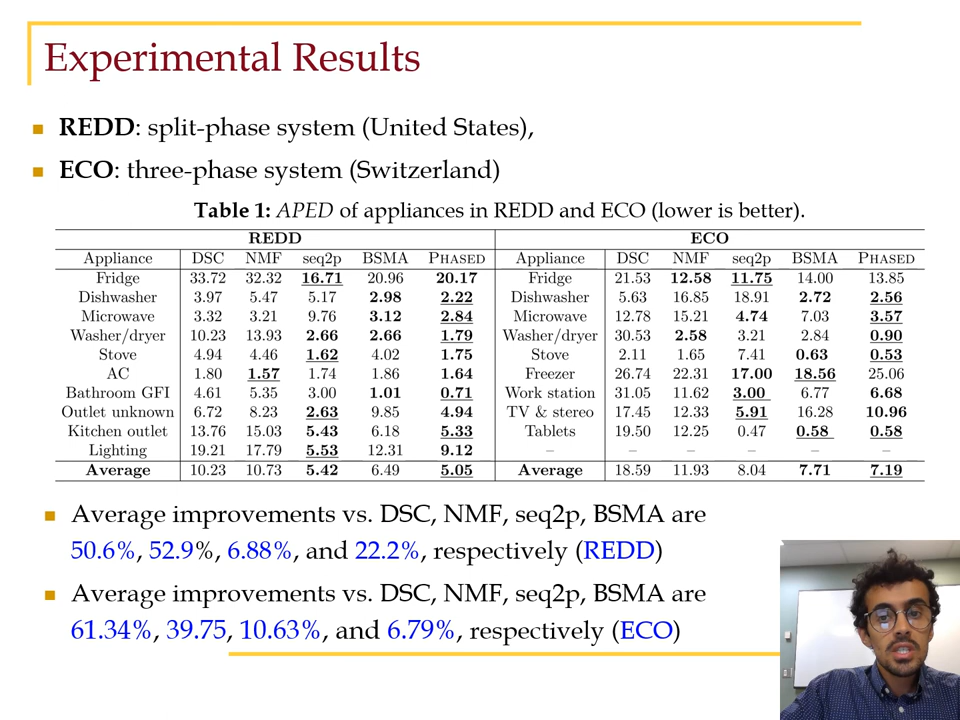 Experimental Results
REDD: split-phase system (United States),
ECO: three-phase system (Switzerland)
Table 1: APED of appliances in REDD and ECO (lower is better).
REDD ECO
Appliance DSC NMF seq2p BSMA PHASED Appliance DSC NMF seq2p BSMA PHASED
Fridge 33.72 32.32 16.71 20.96 20.17 Fridge 21.53 12.58 11.75 14.00 13.85
Dishwasher 3.97 5.47 5.17 2.98 2.22 Dishwasher 5.63 16.85 18.91 2.72 2.56
Microwave 3.32 3.21 9.76 3.12 2.84 Microwave 12.78 15.21 4.74 7.03 3.57
Washer/dryer 10.23 13.93 2.66 2.66 1.79 Washer/dryer 30.53 2.58 3.21 2.84 0.90
Stove 4.94 4.46 1.62 4.02 1.75 Stove 2.11 1.65 7.41 0.63 0.53
AC 1.80 1.57 1.74 1.86 1.64 Freezer 26.74 22.31 17.00 18.56 25.06
Bathroom GFI 4.61 5.35 3.00 1.01 0.71 Work station 31.05 11.62 3.00 6.77 6.68
Outlet unknown 6.72 8.23 2.63 9.85 4.94 TV & stereo 17.45 12.33 5.91 16.28 10.96
Kitchen outlet 13.76 15.03 5.43 6.18 5.33 Tablets 19.50 12.25 0.47 0.58 0.58
Lighting 19.21 17.79 5.53 12.31 9.12 – – – – – –
Average 10.23 10.73 5.42 6.49 5.05 Average 18.59 11.93 8.04 7.71 7.19
Average improvements vs. DSC, NMF, seq2p, BSMA are
50.6%, 52.9%, 6.88%, and 22.2%, respectively (REDD)
Average improvements vs. DSC, NMF, seq2p, BSMA are
61.34%, 39.75, 10.63%, and 6.79%, respectively (ECO)